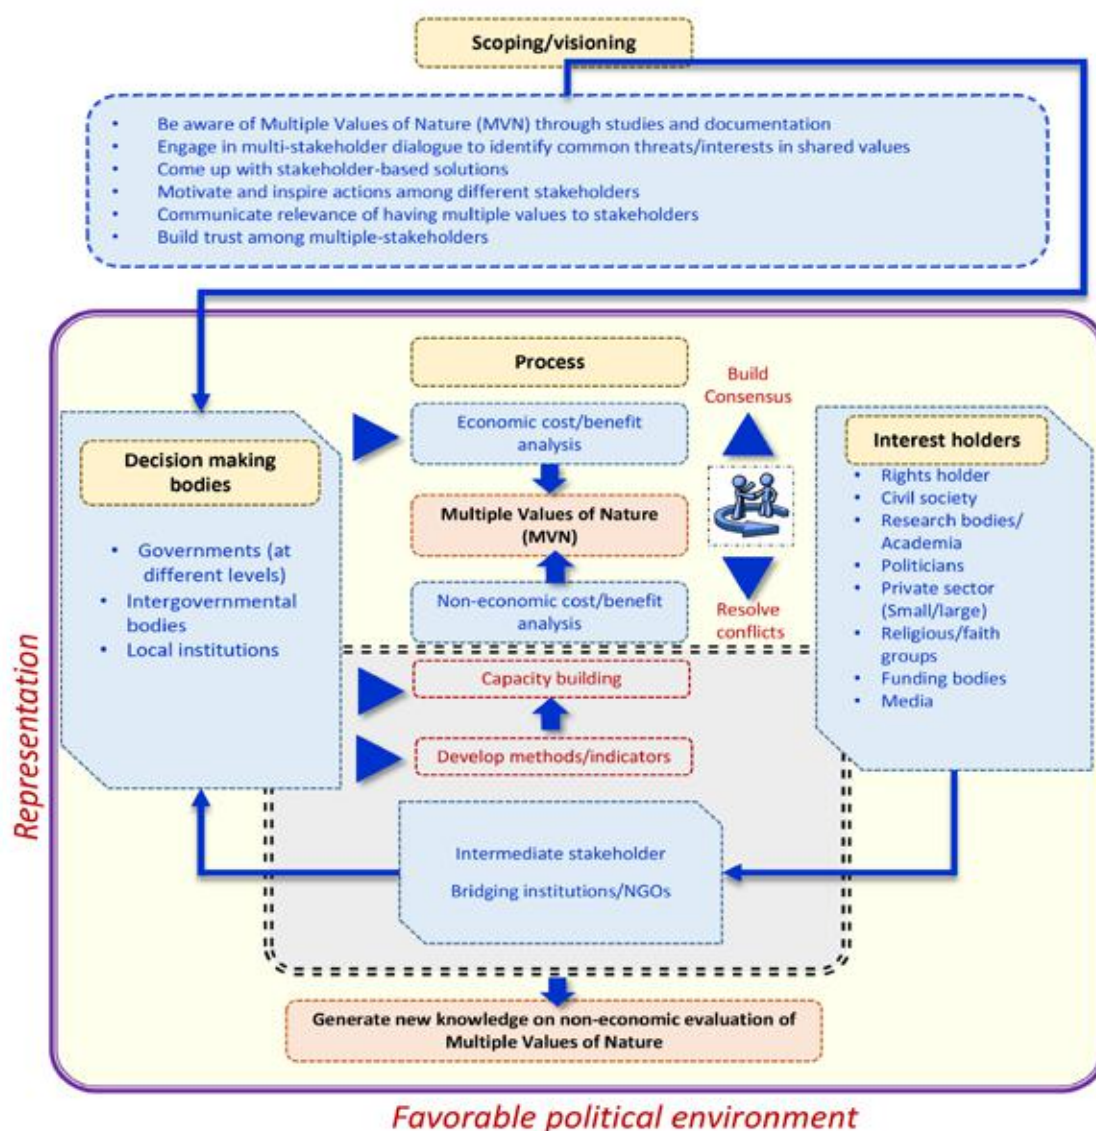 Scoping/visioning
• Be aware of Multiple Values of Nature (MVN) through studies and documentation
• Engage in multi-stakeholder dialogue to identify common threats/interests in shared values
• Come up with stakeholder-based solutions
• Motivate and inspire actions among different stakeholders
• Communicate relevance of having multiple values to stakeholders
• Build trust among multiple-stakeholders
Process
Decision making
bodies
• Governments (at
different levels)
• Intergovernmental
bodies
• Local institutions
Economic cost/benefit
analysis
Multiple Values of Nature
(MVN)
Non-economic cost/benefit
analysis
Build
Consensus
Resolve
conflicts
Interest holders
• Rights holder
• Civil society
• Research bodies/
Academia
• Politicians
• Private sector
(Small/large)
• Religious/faith
groups
• Funding bodies
• Media
Capacity building
Develop methods/indicators
Intermediate stakeholder
Bridging institutions/NGOs
Generate new knowledge on non-economic evaluation of
Multiple Values of Nature
Representation
Favorable political environment